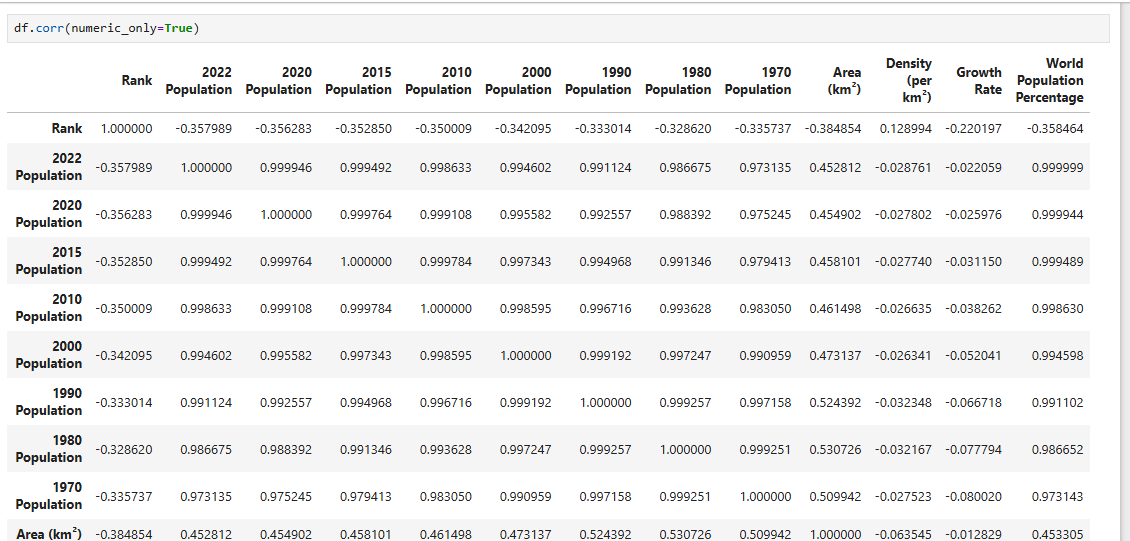 df.corr(numeric_only=True)
Rank 2022 Population 2020 Population 2015 Population 2010 Population 2000 Population 1990 Population 1980 Population 1970 Population Area (km²) Density (per km²) Growth Rate World Population Percentage
Rank 1.000000 -0.357989 -0.356283 -0.352850 -0.350009 -0.342095 -0.333014 -0.328620 -0.335737 -0.384854 0.128994 -0.220197 -0.358464
2022 Population -0.357989 1.000000 0.999946 0.999492 0.998633 0.994602 0.991124 0.986675 0.973135 0.452812 -0.028761 -0.022059 0.999999
2020 Population -0.356283 0.999946 1.000000 0.999764 0.999108 0.995582 0.992557 0.988392 0.975245 0.454902 -0.027802 -0.025976 0.999944
2015 Population -0.352850 0.999492 0.999764 1.000000 0.999784 0.997343 0.994968 0.991346 0.979413 0.458101 -0.027740 -0.031150 0.999489
2010 Population -0.350009 0.998633 0.999108 0.999784 1.000000 0.998595 0.996716 0.993628 0.983050 0.461498 -0.026635 -0.038262 0.998630
2000 Population -0.342095 0.994602 0.995582 0.997343 0.998595 1.000000 0.999192 0.997247 0.990959 0.473137 -0.026341 -0.052041 0.994598
1990 Population -0.333014 0.991124 0.992557 0.994968 0.996716 0.999192 1.000000 0.999257 0.997158 0.524392 -0.032348 -0.066718 0.991102
1980 Population -0.328620 0.986675 0.988392 0.991346 0.993628 0.997247 0.999257 1.000000 0.999251 0.530726 -0.032167 -0.077794 0.986652
1970 Population -0.335737 0.973135 0.975245 0.979413 0.983050 0.990959 0.997158 0.999251 1.000000 0.509942 -0.027523 -0.080020 0.973143
Area (km²) -0.384854 0.452812 0.454902 0.458101 0.461498 0.473137 0.524392 0.530726 0.509942 1.000000 -0.063545 -0.012829 0.453305